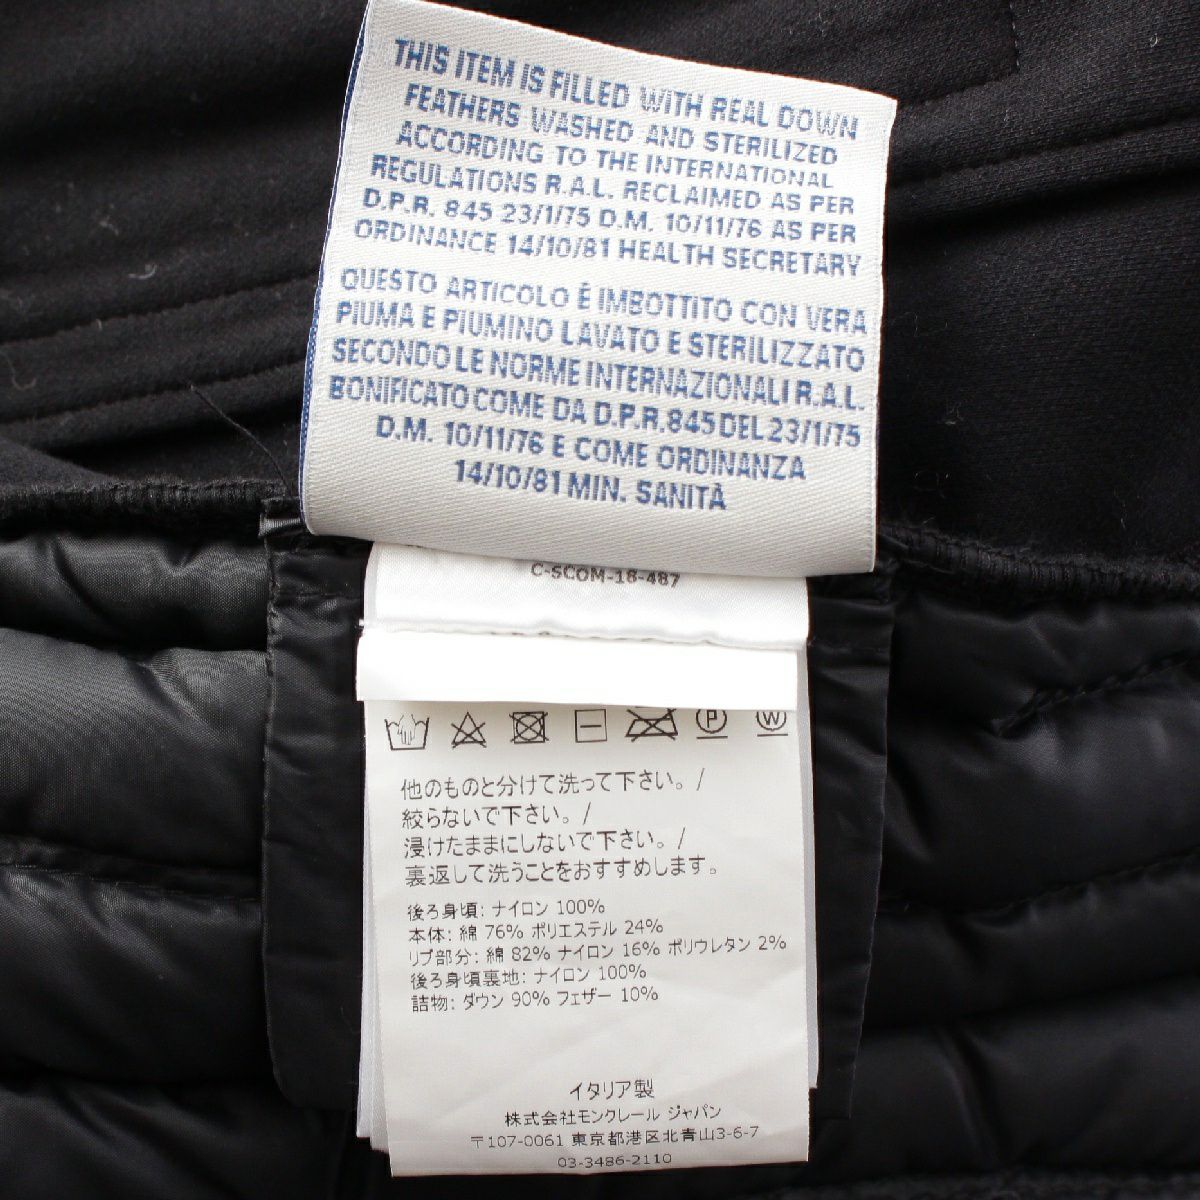 THIS ITEM IS FILLED WITH REAL DOWN
FEATHERS WASHED AND STERILIZED
ACCORDING TO THE INTERNATIONAL
REGULATIONS R.A.L. RECLAIMED AS PER
D.P.R. 845 23/1/75 D.M. 10/11/76 AS PER
ORDINANCE 14/10/81 HEALTH SECRETARY
QUESTO ARTICOLO É IMBOTTITO CON VERA
PIUMA E PIUMINO LAVATO E STERILIZZATO
SECONDO LE NORME INTERNAZIONALI R.A.L.
BONIFICATO COME DA D.P.R. 845 DEL 23/1/75
D.M. 10/11/76 E COME ORDINANZA
14/10/81 MIN. SANITÀ
C-SCOM-18-487
P W
他のものと分けて洗って下さい。/
絞らないで下さい。/
浸けたままにしないで下さい。/
裏返して洗うことをおすすめします。
後ろ身頃: ナイロン 100%
本体: 綿 76% ポリエステル 24%
リブ部分: 綿 82% ナイロン 16% ポリウレタン 2%
後ろ身頃裏地: ナイロン 100%
詰物: ダウン 90% フェザー 10%
イタリア製
株式会社モンクレール ジャパン
〒107-0061 東京都港区北青山3-6-7
03-3486-2110